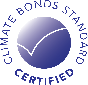 CLIMATE BONDS STANDARD
CERTIFIED